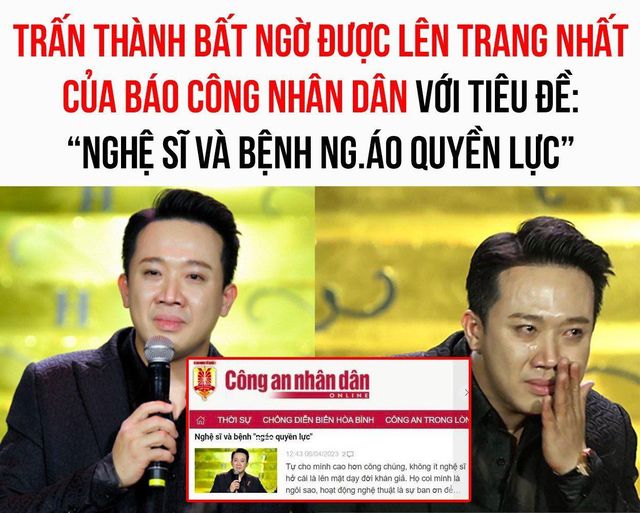 TRẤN THÀNH BẤT NGỜ ĐƯỢC LÊN TRANG NHẤT
CỦA BÁO CÔNG NHÂN DÂN VỚI TIÊU ĐỀ:
“NGHỆ SĨ VÀ BỆNH NG.ÁO QUYỀN LỰC”
Công an nhân dân
ONLINE
THỜI SỰ CHỐNG DIỄN BIẾN HÒA BÌNH CÔNG AN TRONG LÒN
Nghệ sĩ và bệnh "ngáo quyền lực"
12:43 06/04/2023 2
Tự cho mình cao hơn công chúng, không ít nghệ sĩ
hở cái là lên mặt dạy đời khán giả. Họ coi mình là
ngôi sao, hoạt động nghệ thuật là sự ban ơn để...